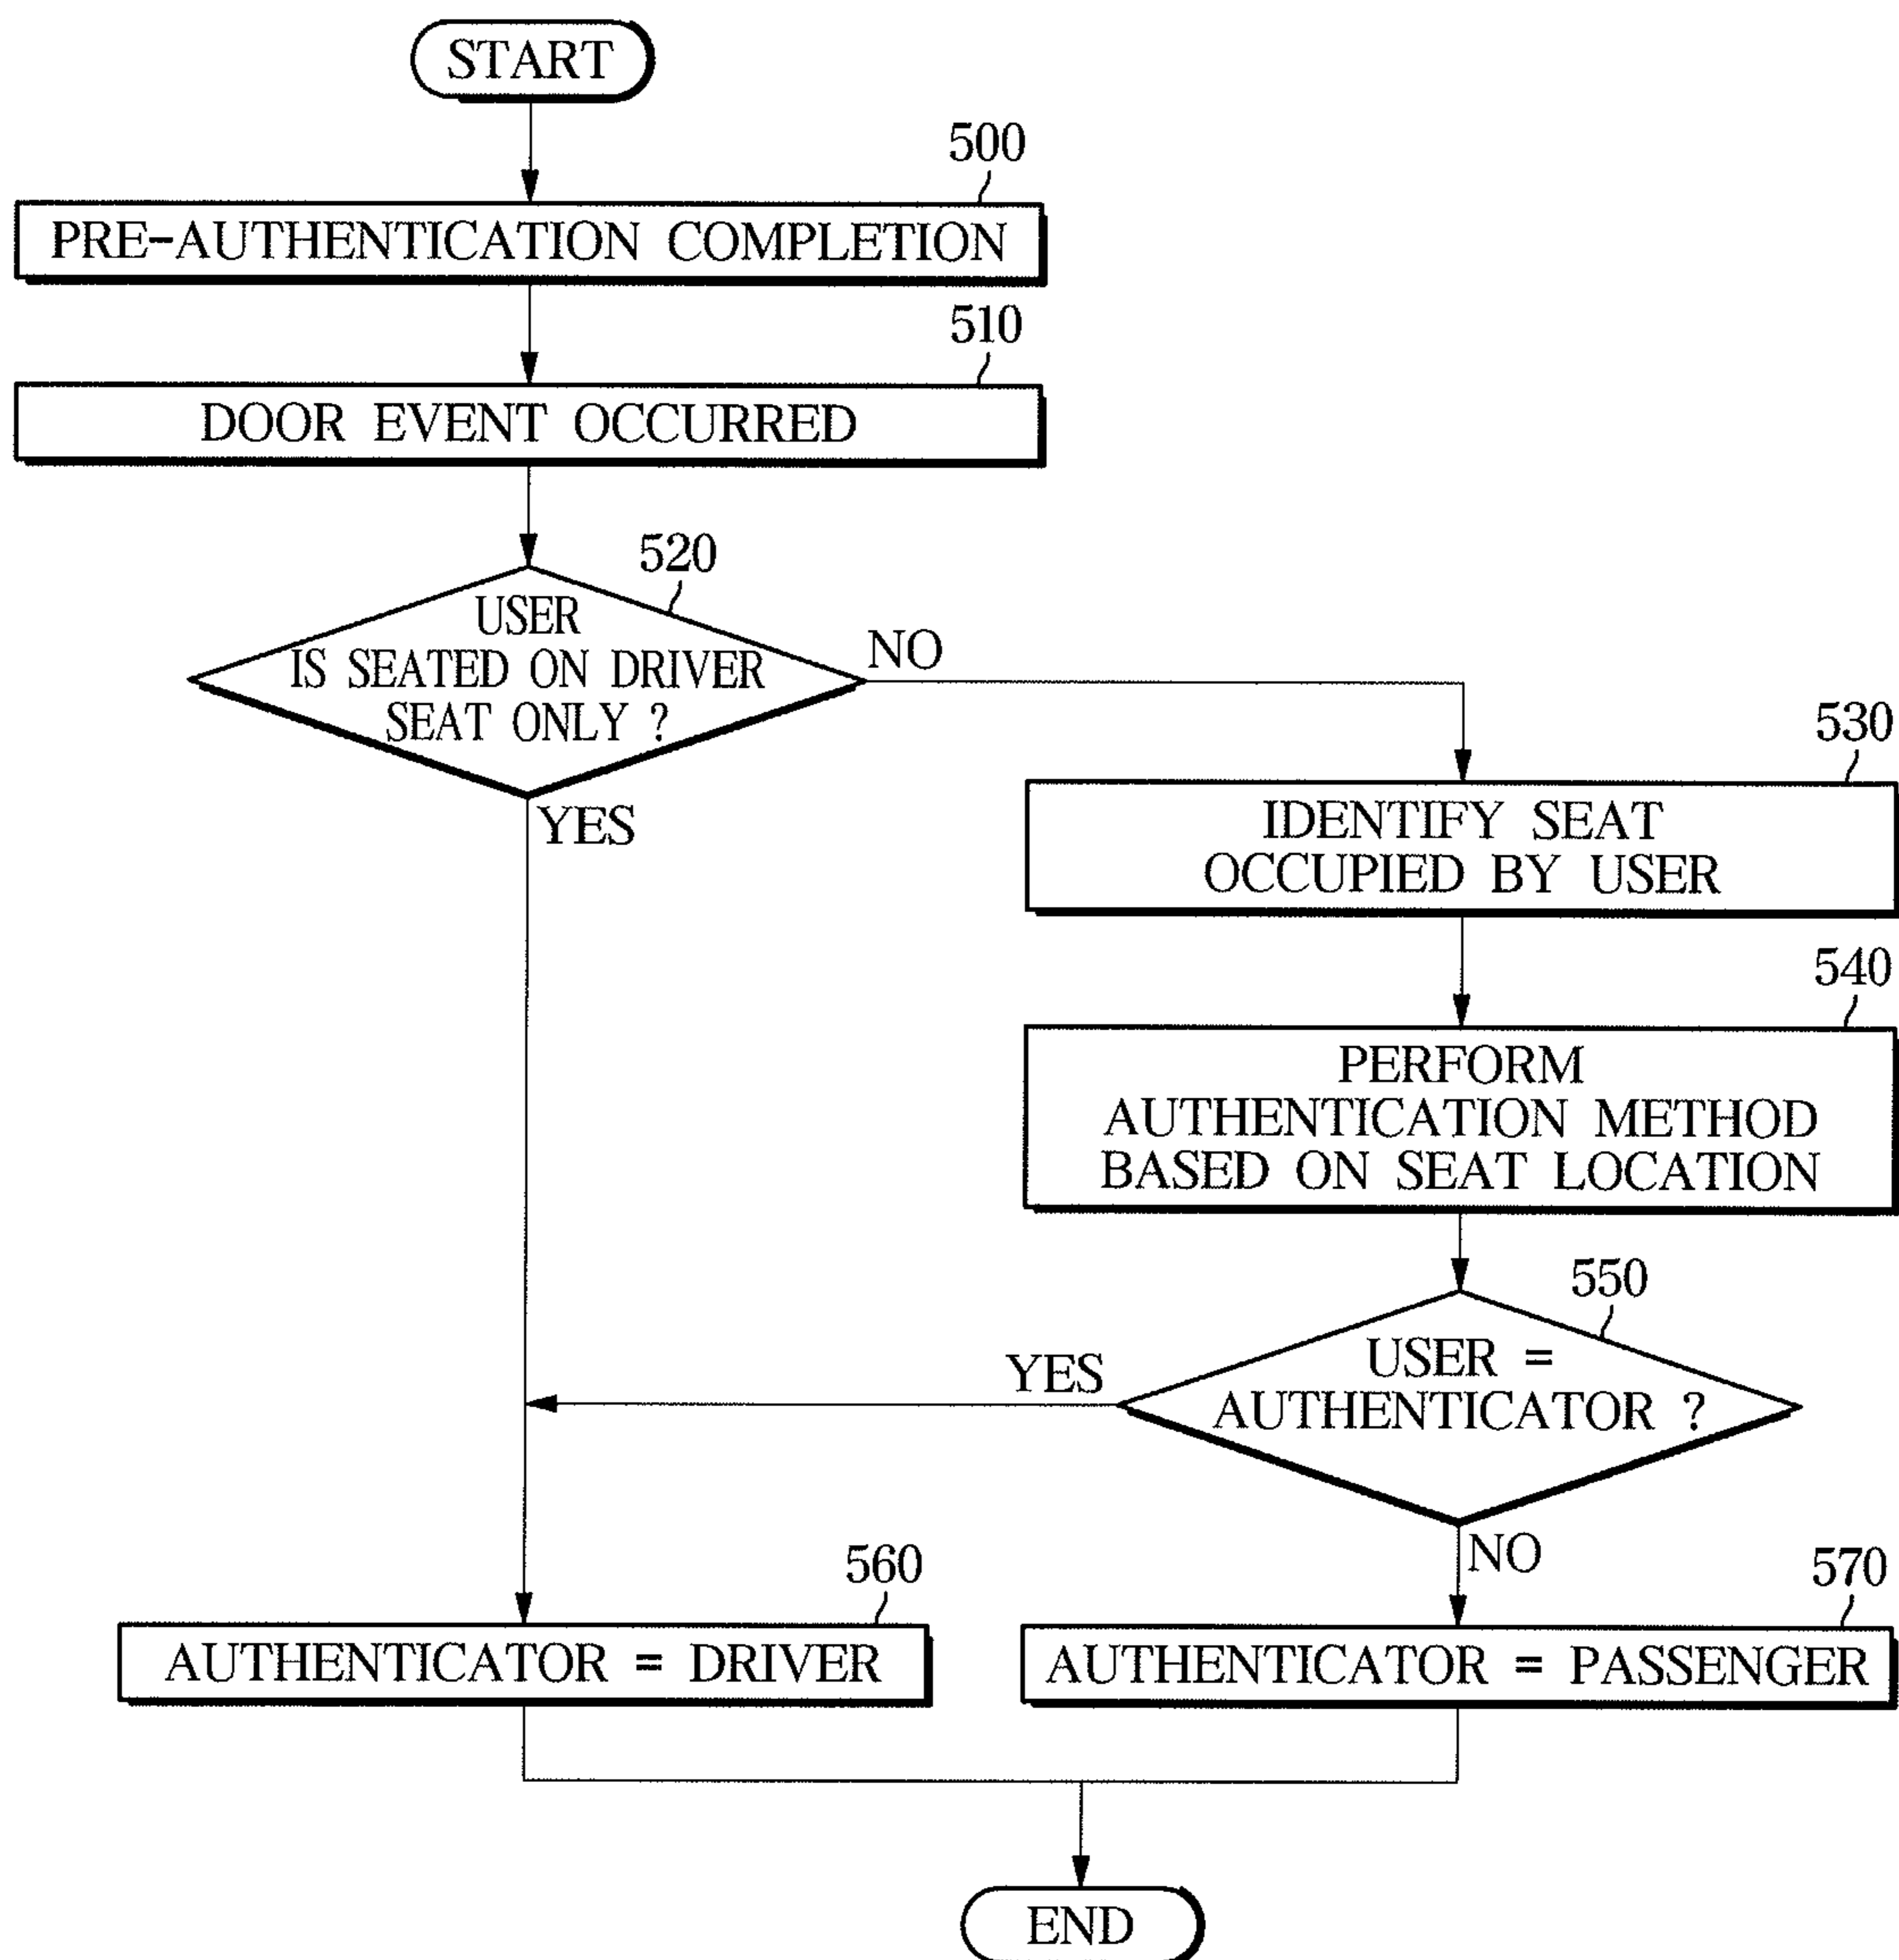 START
500
PRE-AUTHENTICATION COMPLETION
510
DOOR EVENT OCCURRED
520
USER
IS SEATED ON DRIVER
SEAT ONLY ?
NO
YES
530
IDENTIFY SEAT
OCCUPIED BY USER
540
PERFORM
AUTHENTICATION METHOD
BASED ON SEAT LOCATION
550
USER =
AUTHENTICATOR ?
YES
NO
560
AUTHENTICATOR = DRIVER
570
AUTHENTICATOR = PASSENGER
END